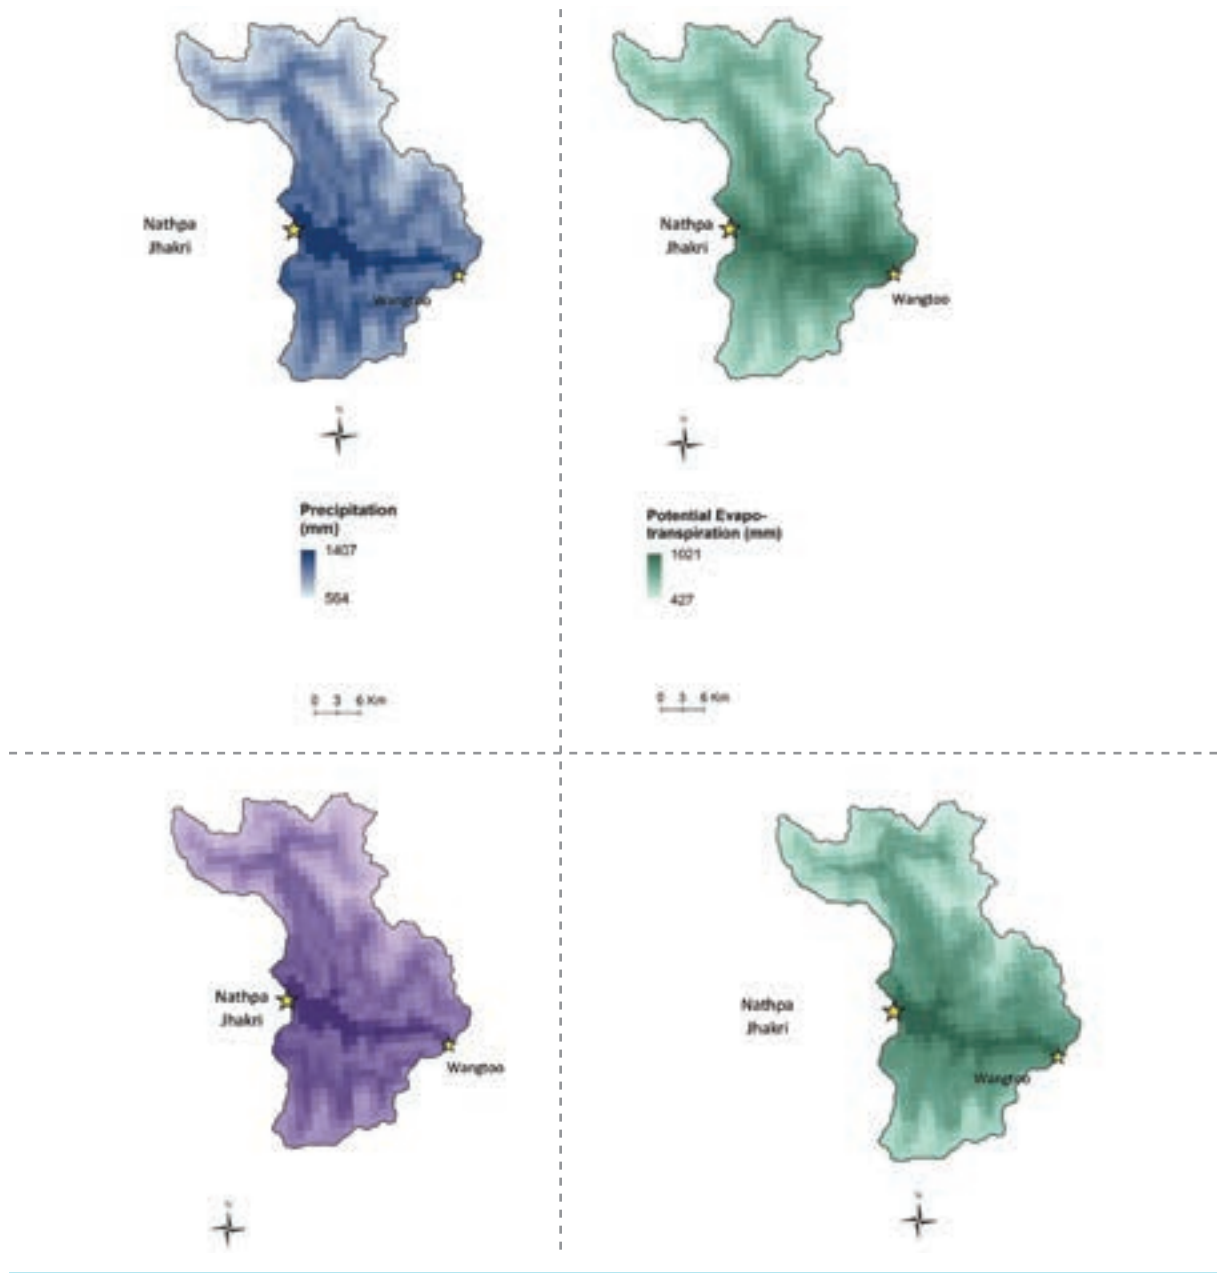 Nathpa
Jhakri
Wangtoo
N
Precipitation
(mm)
1407
564
0 3 6 Km
Nathpa
Jhakri
Wangtoo
N
Potential Evapo-
transpiration (mm)
1021
427
0 3 6 Km
Nathpa
Jhakri
Wangtoo
N
Nathpa
Jhakri
Wangtoo
N